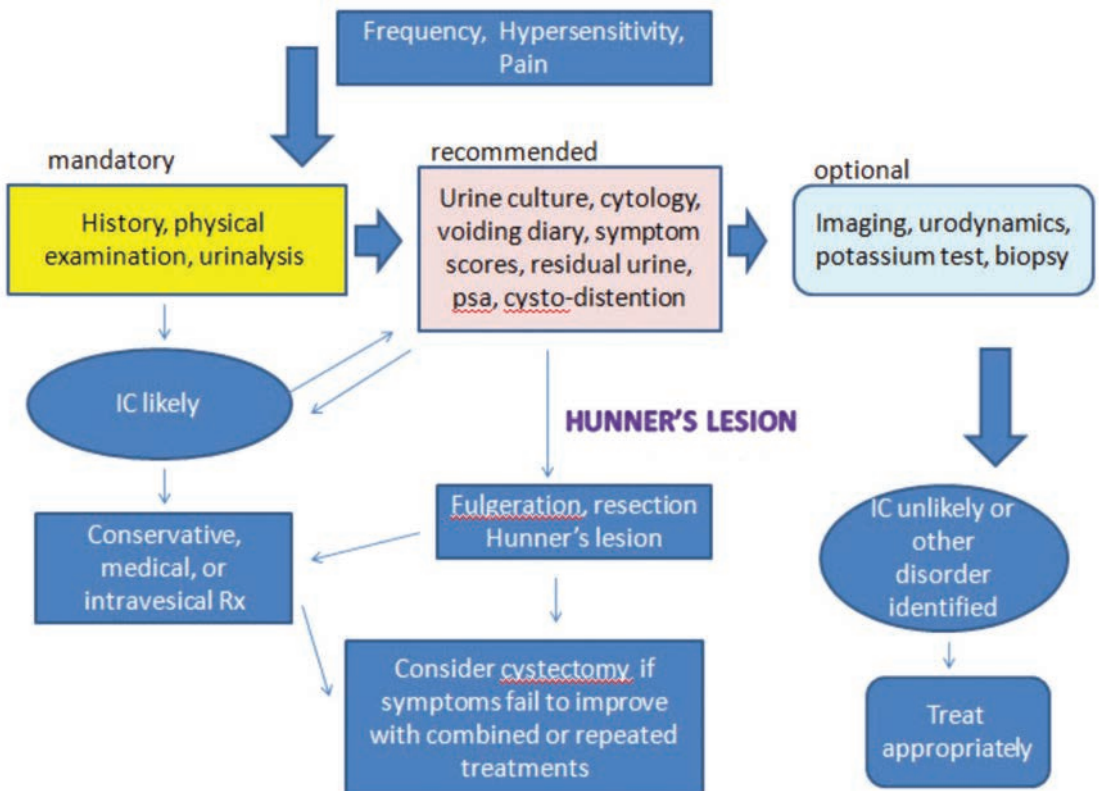 Frequency, Hypersensitivity,
Pain
mandatory
History, physical
examination, urinalysis
recommended
Urine culture, cytology,
voiding diary, symptom
scores, residual urine,
psa, cysto-distention
optional
Imaging, urodynamics,
potassium test, biopsy
IC likely
HUNNER'S LESION
Conservative,
medical, or
intravesical Rx
Fulgeration, resection
Hunner's lesion
IC unlikely or
other
disorder
identified
Consider cystectomy if
symptoms fail to improve
with combined or repeated
treatments
Treat
appropriately